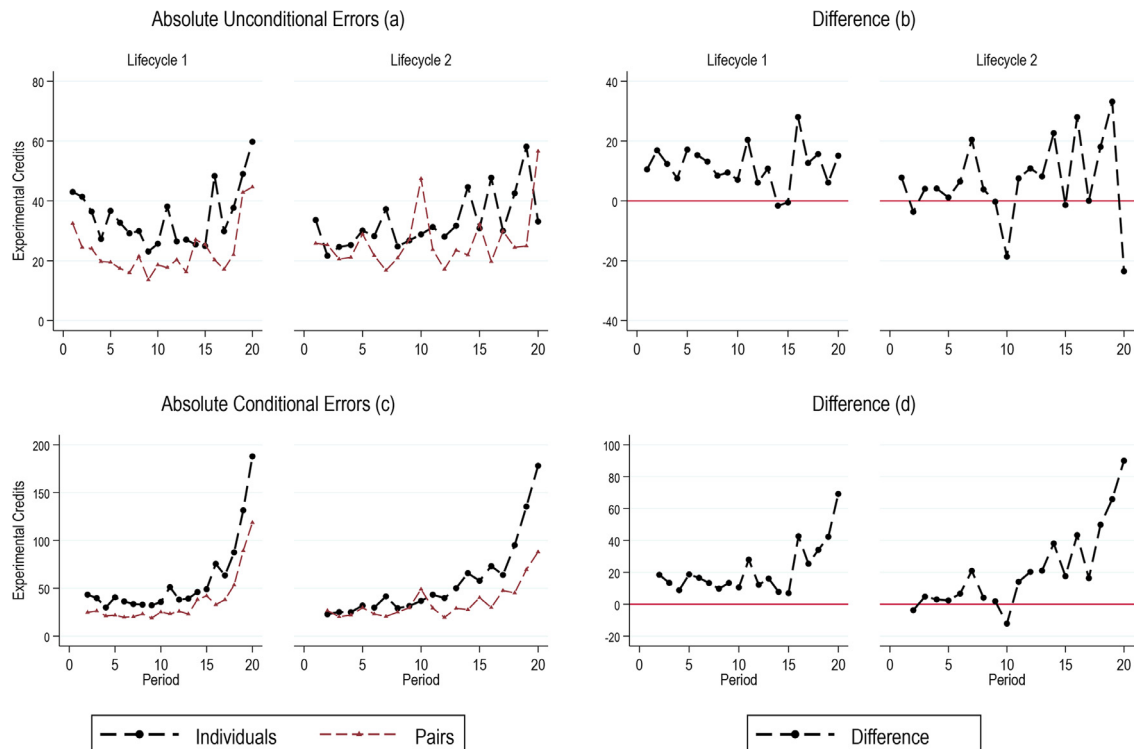 Absolute Unconditional Errors (a)
Difference (b)
Lifecycle 1
Lifecycle 2
Lifecycle 1
Lifecycle 2
Experimental Credits
80
60
40
20
0
0 5 10 15 20
0 5 10 15 20
40
20
0
-20
-40
0 5 10 15 20
0 5 10 15 20
Absolute Conditional Errors (c)
Difference (d)
Experimental Credits
200
150
100
50
0
0 5 10 15 20
Period
0 5 10 15 20
Period
100
80
60
40
20
0
-20
0 5 10 15 20
Period
0 5 10 15 20
Period
Individuals Pairs
Difference